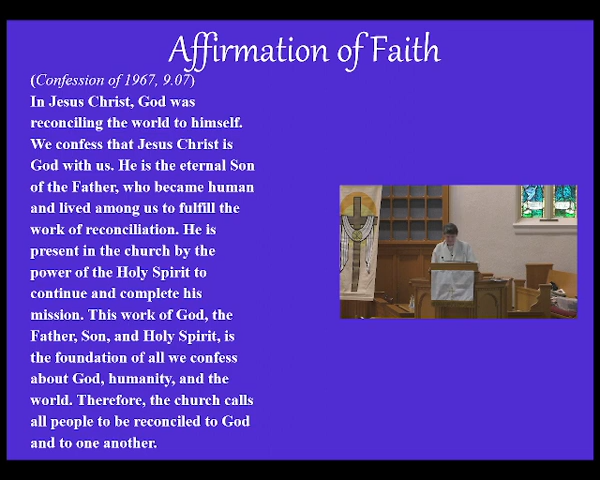 Affirmation of Faith
(Confession of 1967, 9.07)
In Jesus Christ, God was
reconciling the world to himself.
We confess that Jesus Christ is
God with us. He is the eternal Son
of the Father, who became human
and lived among us to fulfill the
work of reconciliation. He is
present in the church by the
power of the Holy Spirit to
continue and complete his
mission. This work of God, the
Father, Son, and Holy Spirit, is
the foundation of all we confess
about God, humanity, and the
world. Therefore, the church calls
all people to be reconciled to God
and to one another.